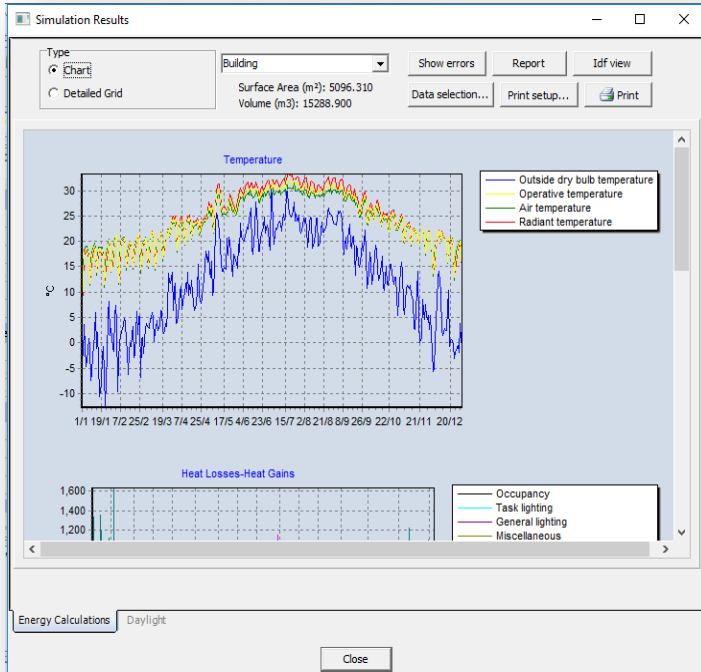 Simulation Results
Type
Chart
Detailed Grid
Building
Surface Area (m²): 5096.310
Volume (m3): 15288.900
Show errors
Report
Idf view
Data selection...
Print setup...
Print
Temperature
°C
30
25
20
15
10
5
0
-5
-10
1/1 19/1 7/2 25/2 19/3 7/4 25/4 17/5 4/6 23/6 15/7 2/8 21/8 8/9 26/9 22/10 21/11 20/12
Outside dry bulb temperature
Operative temperature
Air temperature
Radiant temperature
Heat Losses-Heat Gains
1,600
1,400
1,200
Occupancy
Task lighting
General lighting
Miscellaneous
Energy Calculations
Daylight
Close